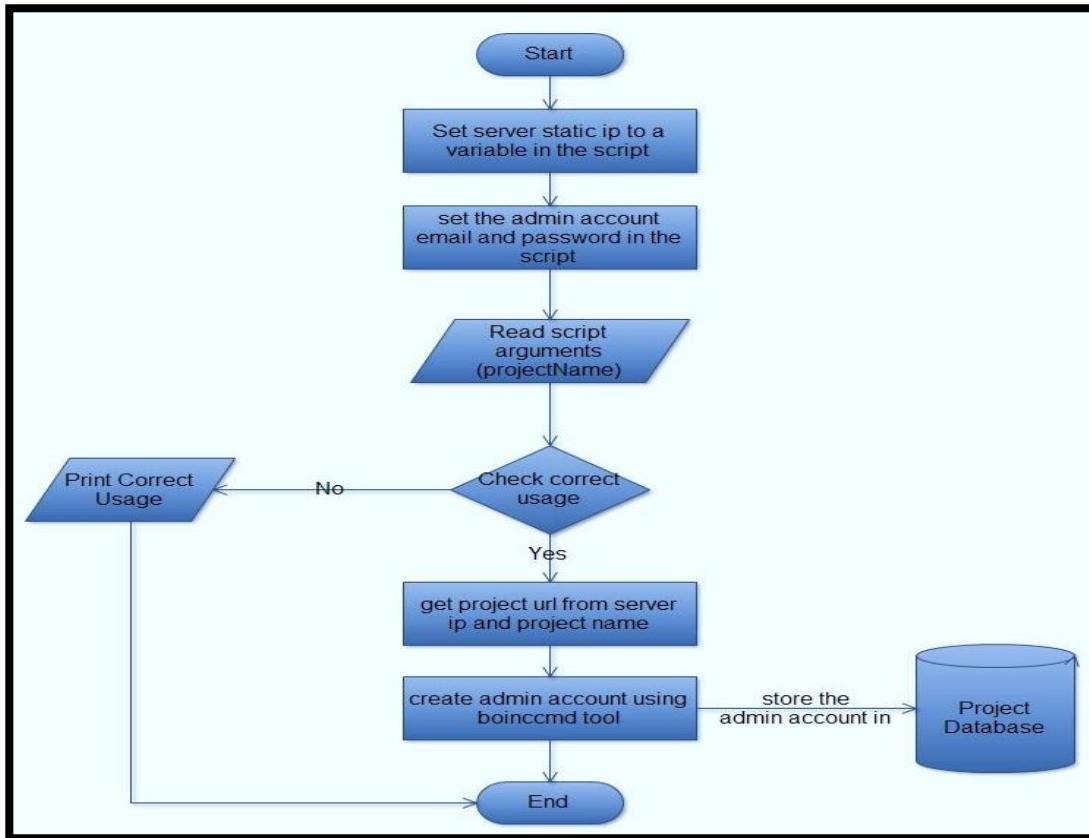 Start
Set server static ip to a
variable in the script
set the admin account
email and password in the
script
Read script
arguments
(projectName)
Check correct
usage
No
Print Correct
Usage
Yes
get project url from server
ip and project name
create admin account using
boinccmd tool
store the
admin account in
Project
Database
End